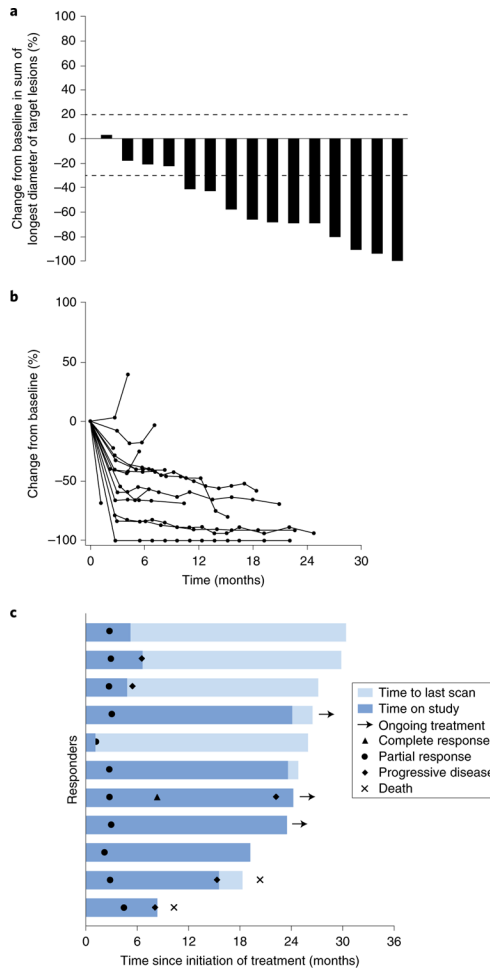 a
Change from baseline in sum of
longest diameter of target lesions (%)
100
80
60
40
20
0
–20
–40
–60
–80
–100
b
Change from baseline (%)
100
50
0
–50
–100
0 6 12 18 24 30
Time (months)
c
Responders
Time to last scan
Time on study
Ongoing treatment
Complete response
Partial response
Progressive disease
Death
0 6 12 18 24 30 36
Time since initiation of treatment (months)